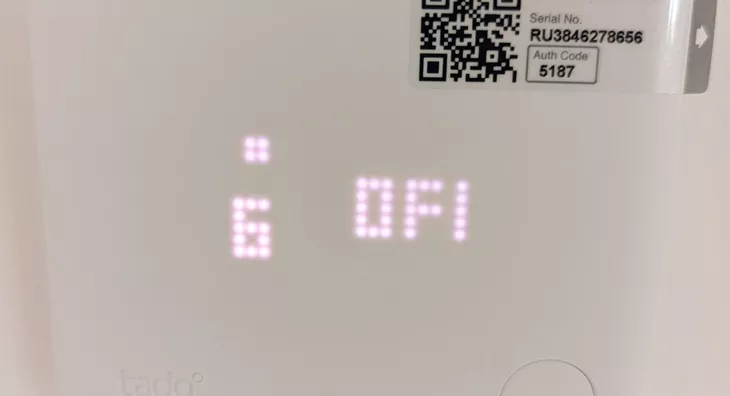 Serial No.
RU3846278656
Auth Code
5187
6 OFI
tado°